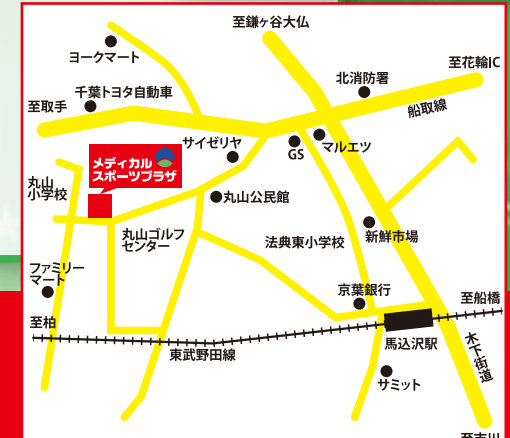 至鎌ヶ谷大仏
ヨークマート
至花輪IC
北消防署
千葉トヨタ自動車
至取手
船取線
サイゼリヤ
GS
マルエツ
メディカル
スポーツプラザ
丸山
小学校
丸山公民館
丸山ゴルフ
センター
法典東小学校
新鮮市場
ファミリー
マート
京葉銀行
至船橋
至柏
馬込沢駅
木下街道
東武野田線
サミット
至市川